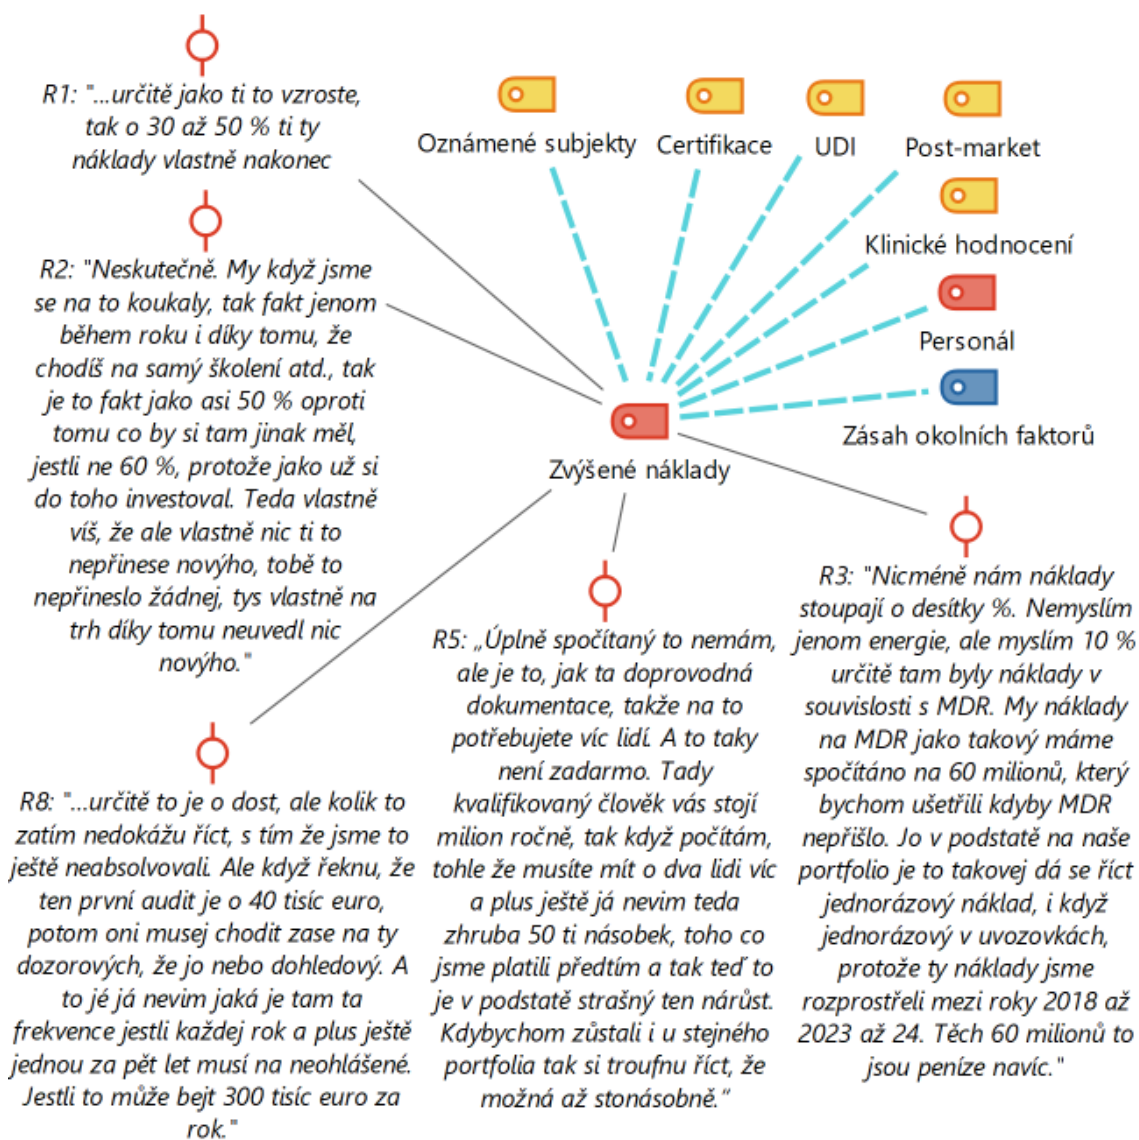 R1: "...určitě jako ti to vzroste,
tak o 30 až 50 % ti ty
náklady vlastně nakonec
Oznámené subjekty
Certifikace
UDI
Post-market
Klinické hodnocení
Personál
Zásah okolních faktorů
Zvýšené náklady
R2: "Neskutečně. My když jsme
se na to koukaly, tak fakt jenom
během roku i díky tomu, že
chodíš na samý školení atd., tak
je to fakt jako asi 50 % oproti
tomu co by si tam jinak měl,
jestli ne 60 %, protože jako už si
do toho investoval. Teda vlastně
víš, že ale vlastně nic ti to
nepřinese novýho, tobě to
nepřineslo žádnej, tys vlastně na
trh díky tomu neuvedl nic
novýho."
R3: "Nicméně nám náklady
stoupají o desítky %. Nemyslím
jenom energie, ale myslím 10 %
určitě tam byly náklady v
souvislosti s MDR. My náklady
na MDR jako takový máme
spočítáno na 60 milionů, který
bychom ušetřili kdyby MDR
nepřišlo. Jo v podstatě na naše
portfolio je to takovej dá se říct
jednorázový náklad, i když
jednorázový v uvozovkách,
protože ty náklady jsme
rozprostřeli mezi roky 2018 až
2023 až 24. Těch 60 milionů to
jsou peníze navíc."
R5: „Úplně spočítaný to nemám,
ale je to, jak ta doprovodná
dokumentace, takže na to
potřebujete víc lidí. A to taky
není zadarmo. Tady
kvalifikovaný člověk vás stojí
milion ročně, tak když počítám,
tohle že musíte mít o dva lidi víc
a plus ještě já nevim teda
zhruba 50 ti násobek, toho co
jsme platili předtím a tak teď to
je v podstatě strašný ten nárůst.
Kdybychom zůstali i u stejného
portfolia tak si troufnu říct, že
možná až stonásobně.”
R8: "...určitě to je o dost, ale kolik to
zatím nedokážu říct, s tím že jsme to
ještě neabsolvovali. Ale když řeknu, že
ten první audit je o 40 tisíc euro,
potom oni musej chodit zase na ty
dozorových, že jo nebo dohledový. A
to jé já nevim jaká je tam ta
frekvence jestli každej rok a plus ještě
jednou za pět let musí na neohlášené.
Jestli to může bejt 300 tisíc euro za
rok."